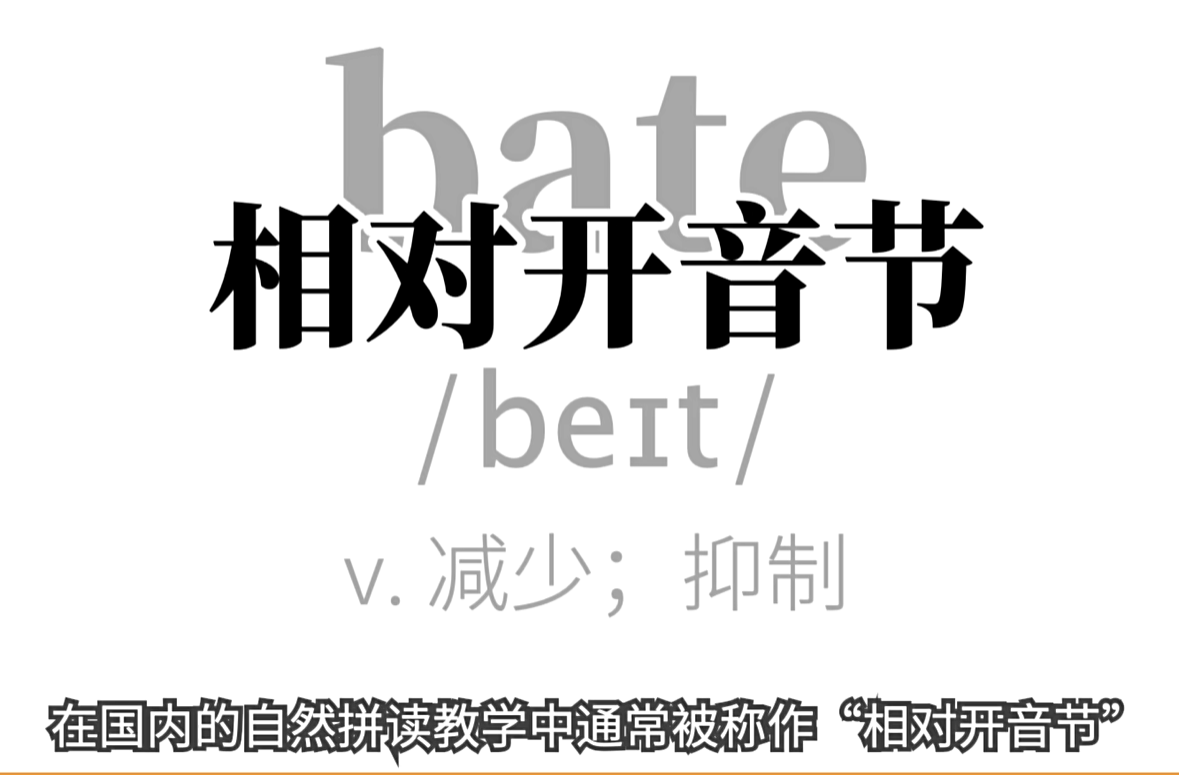 bate
相对开音节
/beɪt/
v. 减少；抑制
在国内的自然拼读教学中通常被称作“相对开音节”